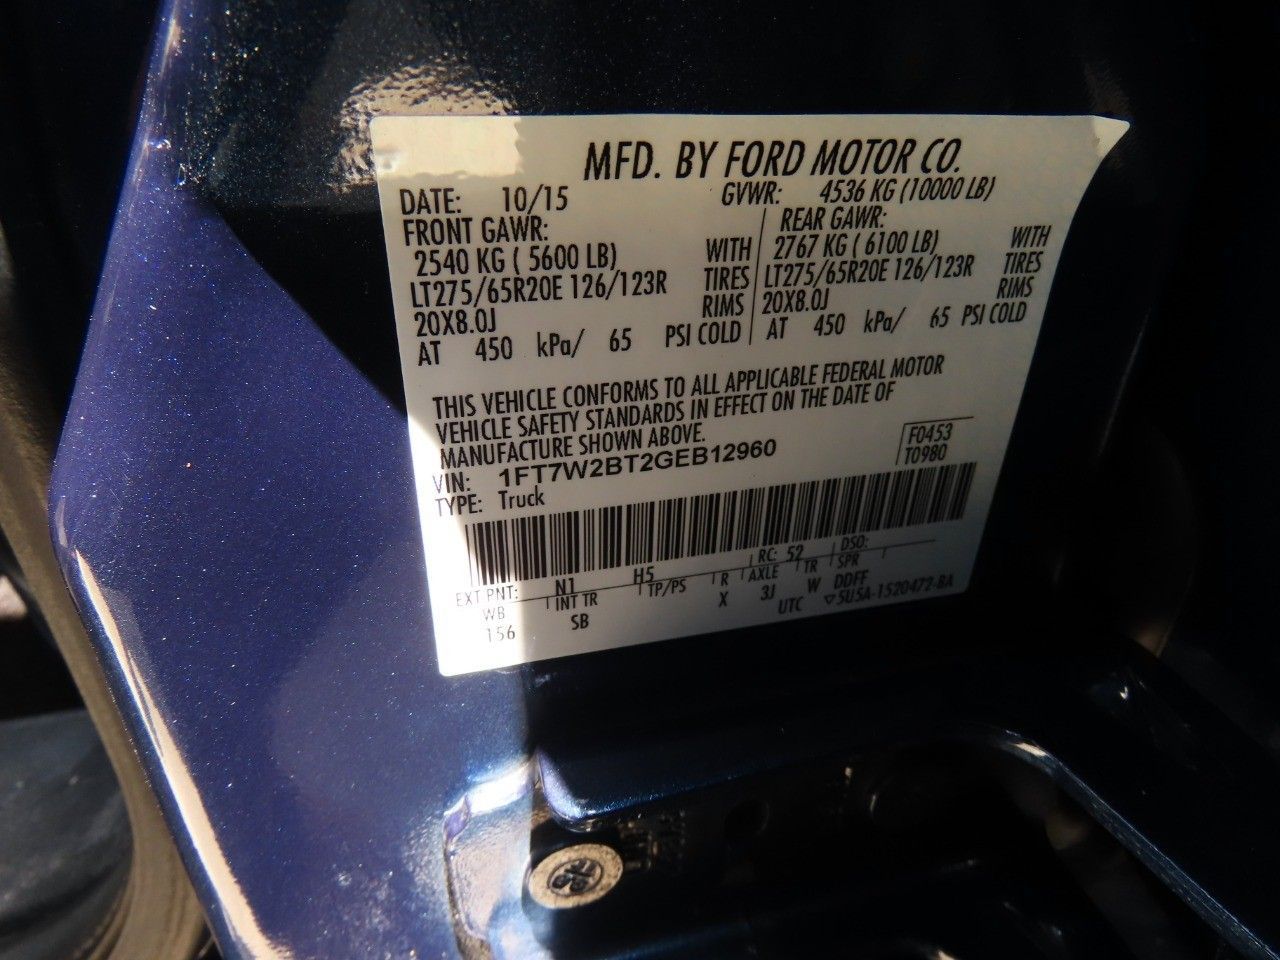 MFD. BY FORD MOTOR CO.
DATE: 10/15 GVWR: 4536 KG (10000 LB)
FRONT GAWR: REAR GAWR:
2540 KG ( 5600 LB) WITH 2767 KG ( 6100 LB) WITH
LT275/65R20E 126/123R TIRES LT275/65R20E 126/123R TIRES
20X8.0J RIMS 20X8.0J RIMS
AT 450 kPa/ 65 PSI COLD AT 450 kPa/ 65 PSI COLD
THIS VEHICLE CONFORMS TO ALL APPLICABLE FEDERAL MOTOR
VEHICLE SAFETY STANDARDS IN EFFECT ON THE DATE OF
MANUFACTURE SHOWN ABOVE.
VIN: 1FT7W2BT2GEB12960 F0453
TYPE: Truck T0980
EXT PNT: N1 H5 RC: 52 DSO:
WB INT TR TP/PS R AXLE TR SPR
156 SB X 3J W DDFF
UTC ▽5U5A-1520472-BA